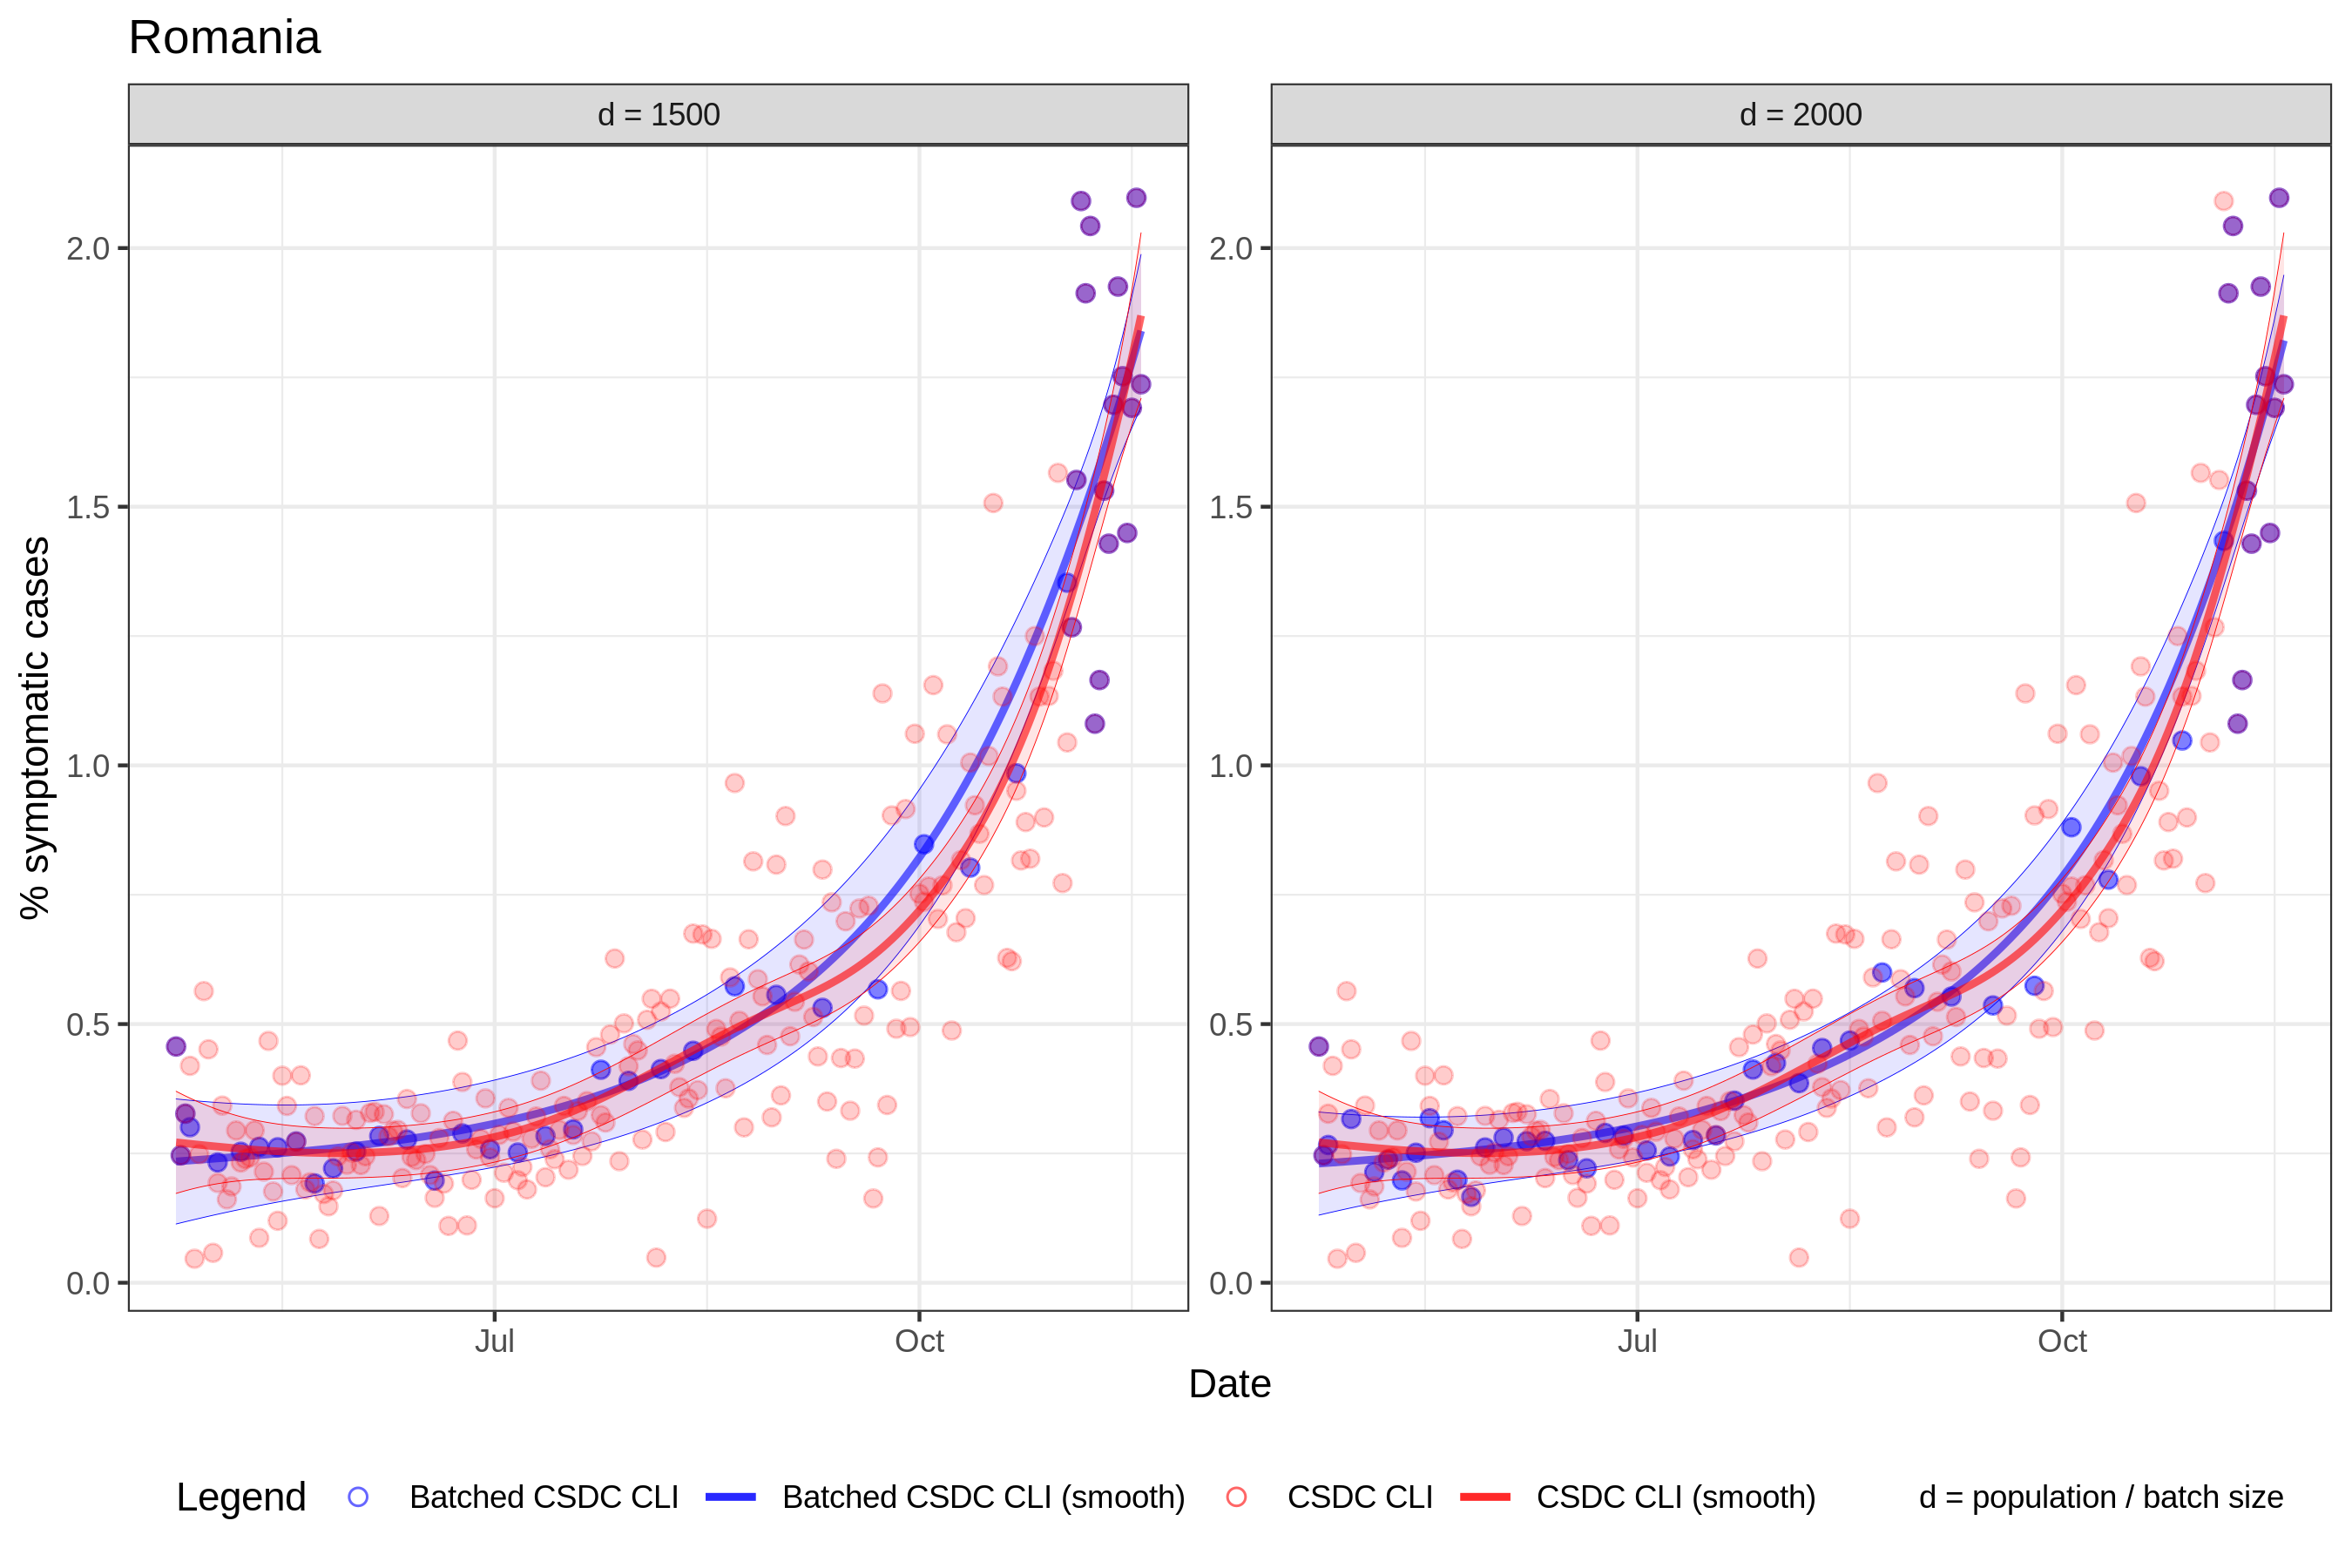 Romania
d = 1500
d = 2000
% symptomatic cases
2.0
1.5
1.0
0.5
0.0
2.0
1.5
1.0
0.5
0.0
Jul
Oct
Jul
Oct
Date
Legend
Batched CSDC CLI
Batched CSDC CLI (smooth)
CSDC CLI
CSDC CLI (smooth)
d = population / batch size